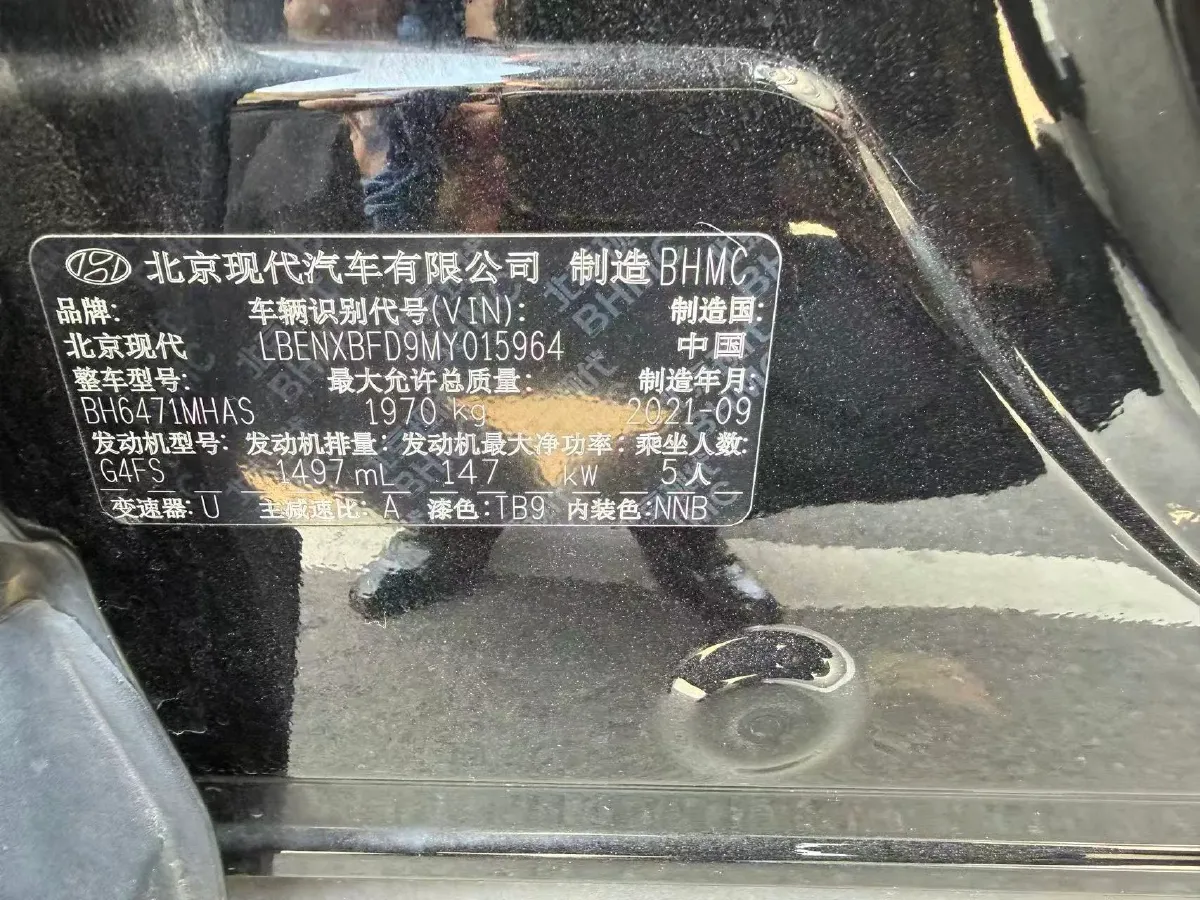 北京现代汽车有限公司 制造 BHMC
品牌: 车辆识别代号(VIN): 制造国:
北京现代 LBENXBFD9MY015964 中国
整车型号: 最大允许总质量: 制造年月:
BH6471MHAS 1970 kg 2021-09
发动机型号: 发动机排量: 发动机最大净功率: 乘坐人数:
G4FS 1497 mL 147 kW 5人
变速器: U 主减速比: A 漆色: TB9 内装色: NNB